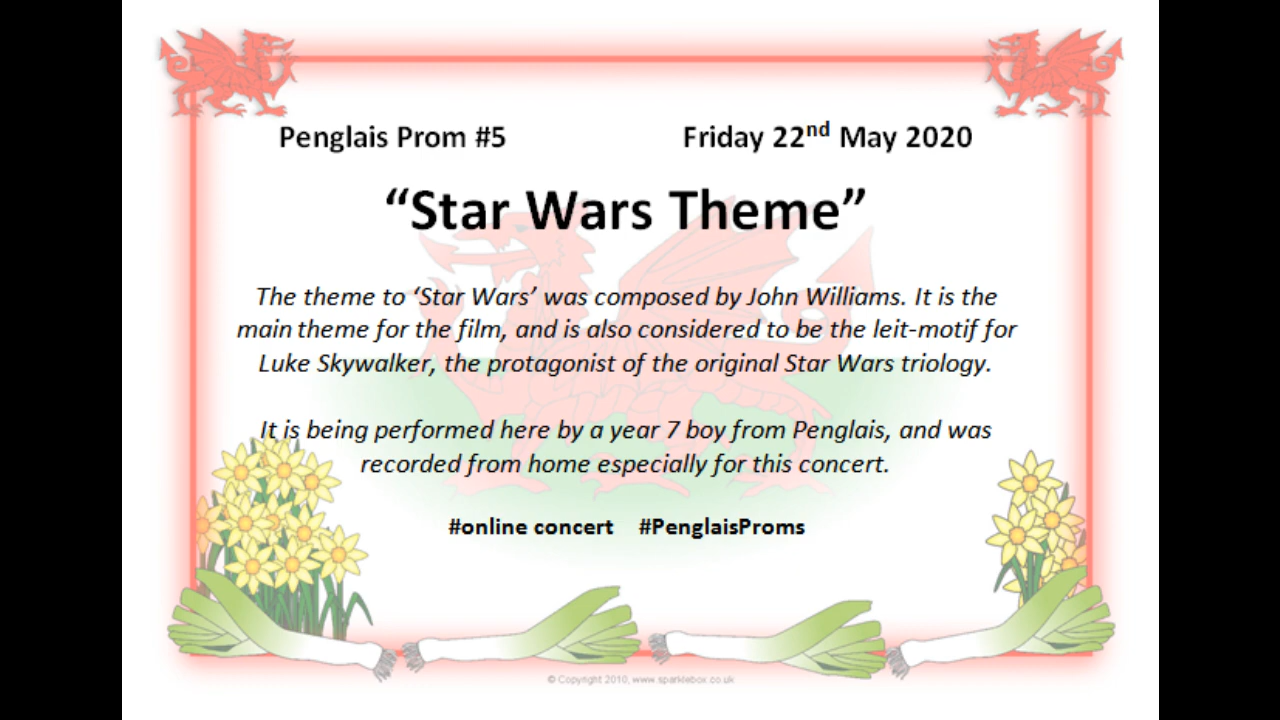 Penglais Prom #5 Friday 22nd May 2020
“Star Wars Theme”
The theme to ‘Star Wars’ was composed by John Williams. It is the
main theme for the film, and is also considered to be the leit-motif for
Luke Skywalker, the protagonist of the original Star Wars triology.
It is being performed here by a year 7 boy from Penglais, and was
recorded from home especially for this concert.
#online concert #PenglaisProms
© Copyright 2010, www.sparklebox.co.uk